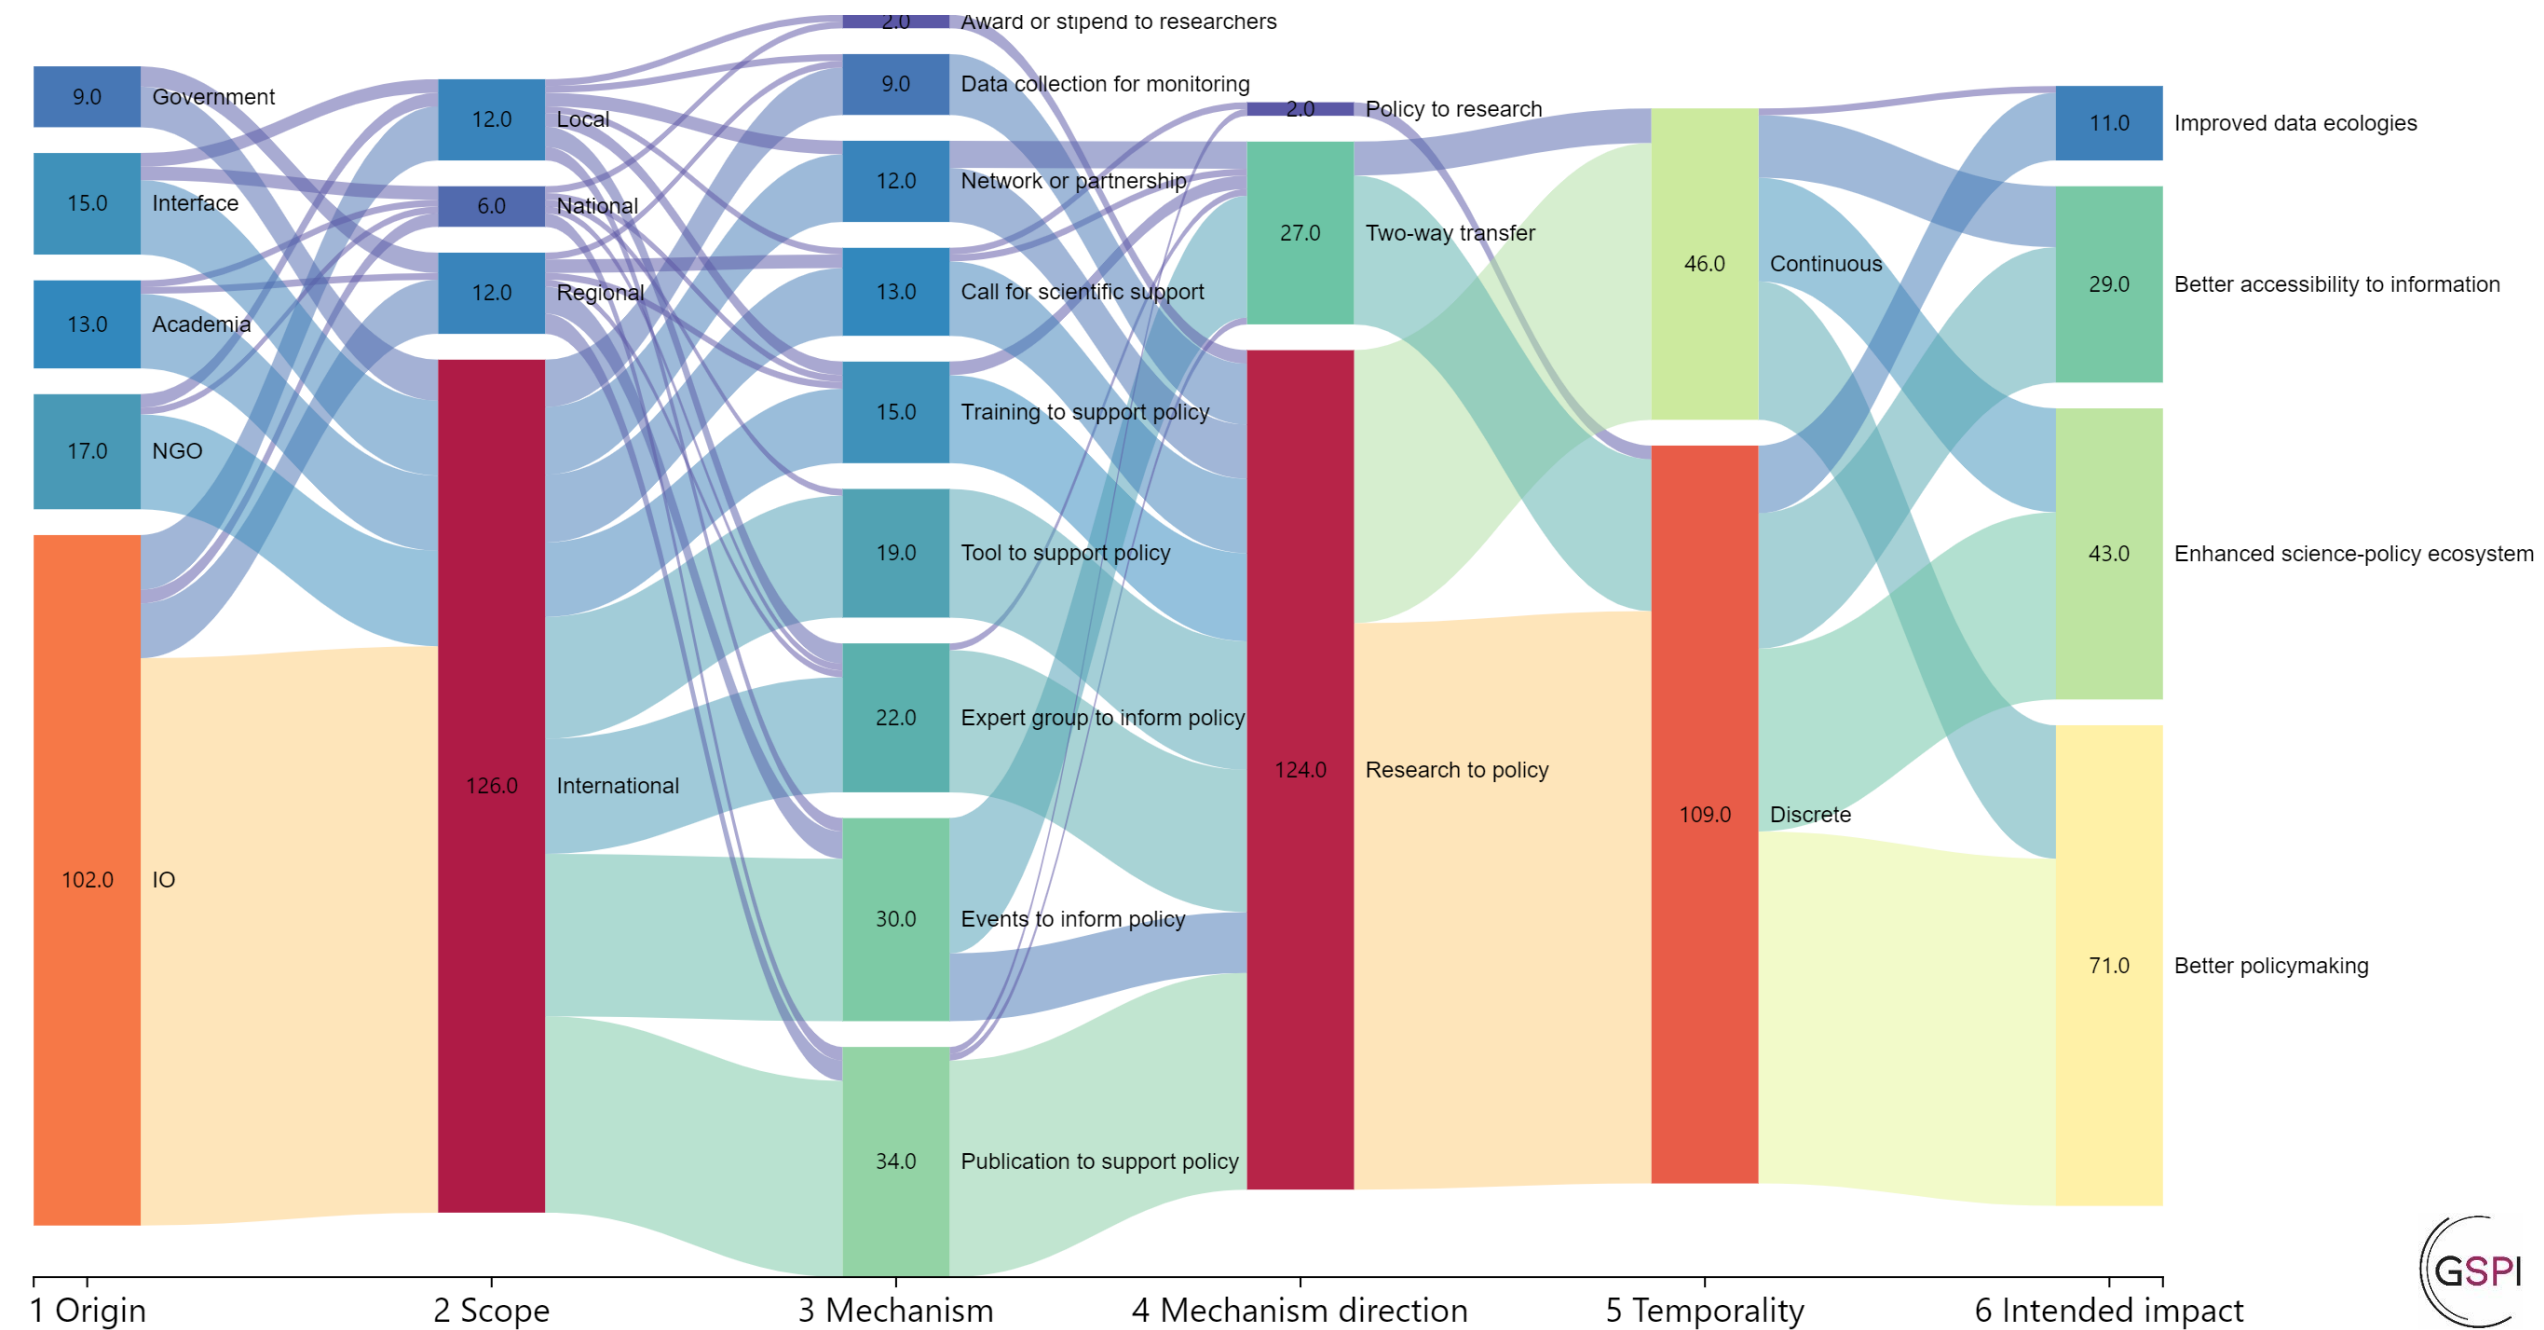 9.0 Government
15.0 Interface
13.0 Academia
17.0 NGO
102.0 IO
12.0 Local
6.0 National
12.0 Regional
126.0 International
2.0 Award or stipend to researchers
9.0 Data collection for monitoring
12.0 Network or partnership
13.0 Call for scientific support
15.0 Training to support policy
19.0 Tool to support policy
22.0 Expert group to inform policy
30.0 Events to inform policy
34.0 Publication to support policy
2.0 Policy to research
27.0 Two-way transfer
124.0 Research to policy
46.0 Continuous
109.0 Discrete
11.0 Improved data ecologies
29.0 Better accessibility to information
43.0 Enhanced science-policy ecosystem
71.0 Better policymaking
1 Origin
2 Scope
3 Mechanism
4 Mechanism direction
5 Temporality
6 Intended impact
GSPI